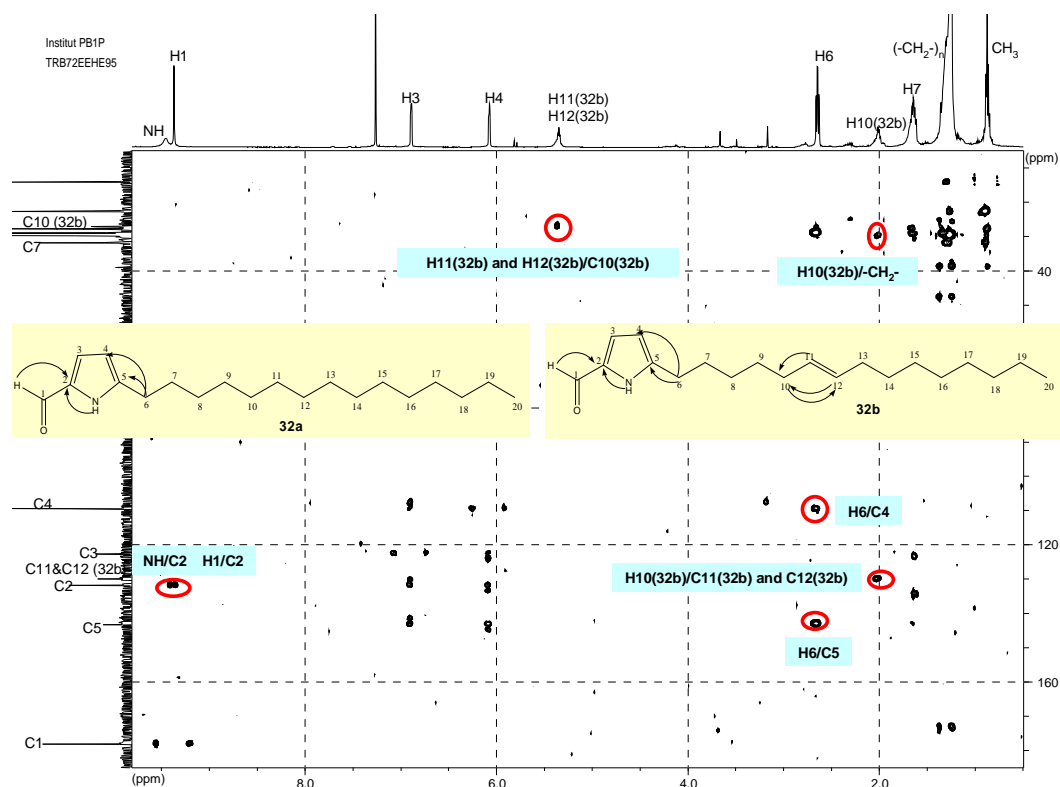 Institut PB1P
TRB72EEHE95
NH
H1
H3
H4
H11(32b)
H12(32b)
H6
H10(32b)
H7
(-CH2-)n
CH3
(ppm)
C10 (32b)
C7
H11(32b) and H12(32b)/C10(32b)
H10(32b)/-CH2-
40
3 4
2 5 7 9 11 13 15 17 19
H 1 NH 6 8 10 12 14 16 18 20
O
32a
3 4
2 5 7 9 11 13 15 17 19
H 1 NH 6 8 10 12 14 16 18 20
O
32b
C4
H6/C4
120
C3
NH/C2 H1/C2
C11&C12 (32b
C2
H10(32b)/C11(32b) and C12(32b)
C5
H6/C5
160
C1
(ppm) 8.0 6.0 4.0 2.0